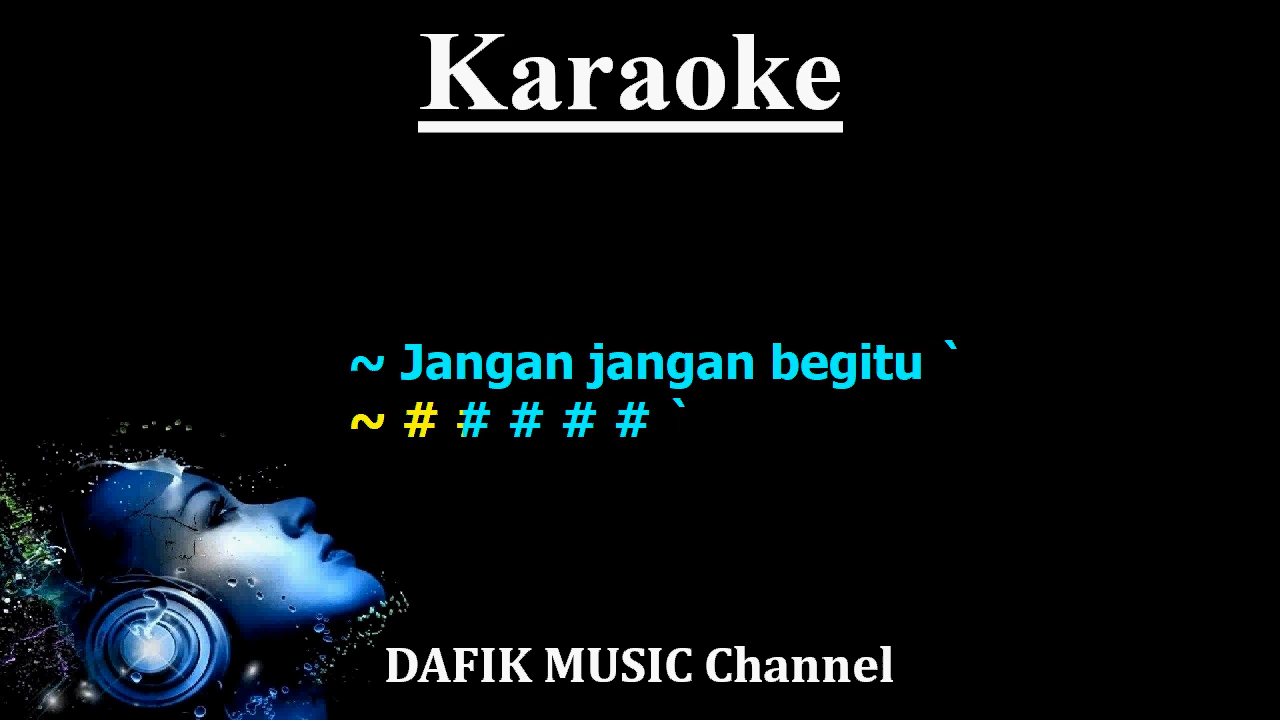 Karaoke
~ Jangan jangan begitu `
~ # # # # # `
DAFIK MUSIC Channel